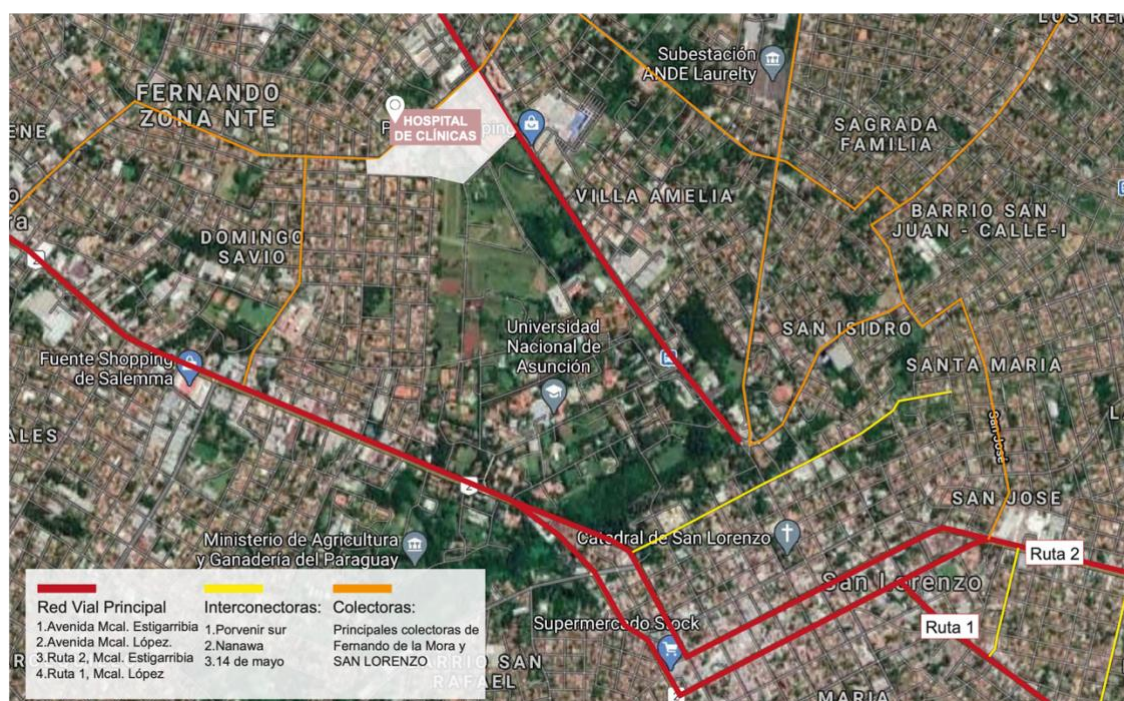 LOS RE
Subestación
ANDE Laurelty
FERNANDO
ZONA NTE
HOSPITAL
DE CLÍNICAS
SAGRADA
FAMILIA
VILLA AMELIA
BARRIO SAN
JUAN - CALLE-I
DOMINGO
SAVIO
Universidad
Nacional de
Asunción
SAN ISIDRO
Fuente Shopping
de Salemma
SANTA MARIA
San José
2
SAN JOSE
Ministerio de Agricultura
y Ganadería del Paraguay
Catedral de San Lorenzo
Ruta 2
San Lorenzo
Ruta 1
Supermercado Stock
BARRIO SAN
RAFAEL
MARIA
Red Vial Principal
1.Avenida Mcal. Estigarribia
2.Avenida Mcal. López.
3.Ruta 2, Mcal. Estigarribia
4.Ruta 1, Mcal. López
Interconectoras:
1.Porvenir sur
2.Nanawa
3.14 de mayo
Colectoras:
Principales colectoras de
Fernando de la Mora y
SAN LORENZO